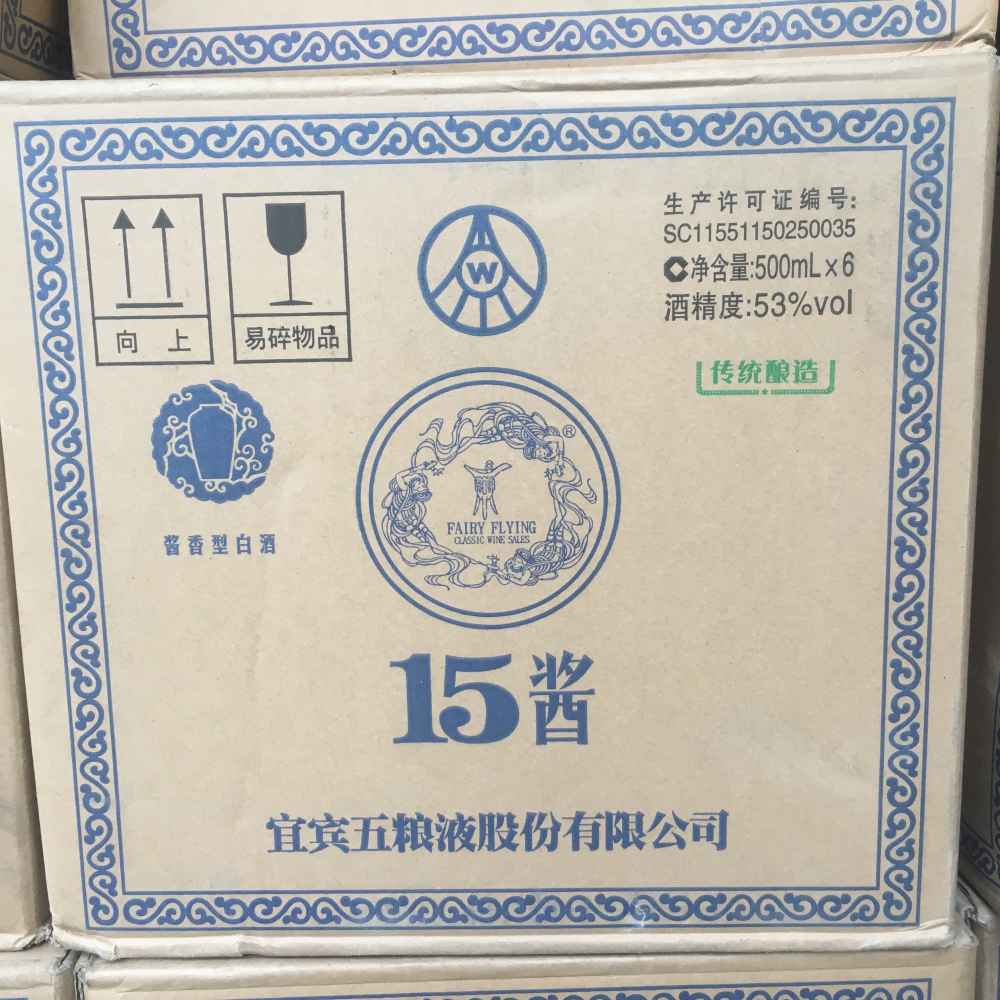 生产许可证编号:
SC11551150250035
净含量:500mL×6
酒精度:53%vol
向上
易碎物品
W
传统酿造
酱香型白酒
®
FAIRY FLYING
CLASSIC WINE SALES
15酱
宜宾五粮液股份有限公司